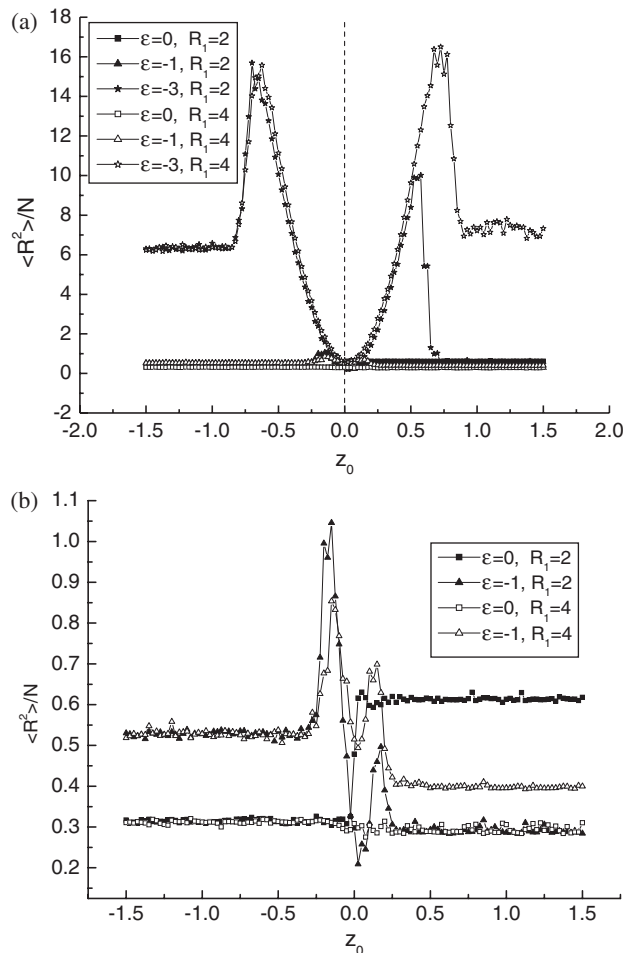 (a)
ε=0, R₁=2
ε=-1, R₁=2
ε=-3, R₁=2
ε=0, R₁=4
ε=-1, R₁=4
ε=-3, R₁=4
18
16
14
12
10
8
6
4
2
0
-2
<R²>/N
-2.0 -1.5 -1.0 -0.5 0.0 0.5 1.0 1.5 2.0
z₀
(b)
ε=0, R₁=2
ε=-1, R₁=2
ε=0, R₁=4
ε=-1, R₁=4
1.1
1.0
0.9
0.8
0.7
0.6
0.5
0.4
0.3
0.2
<R²>/N
-1.5 -1.0 -0.5 0.0 0.5 1.0 1.5
z₀